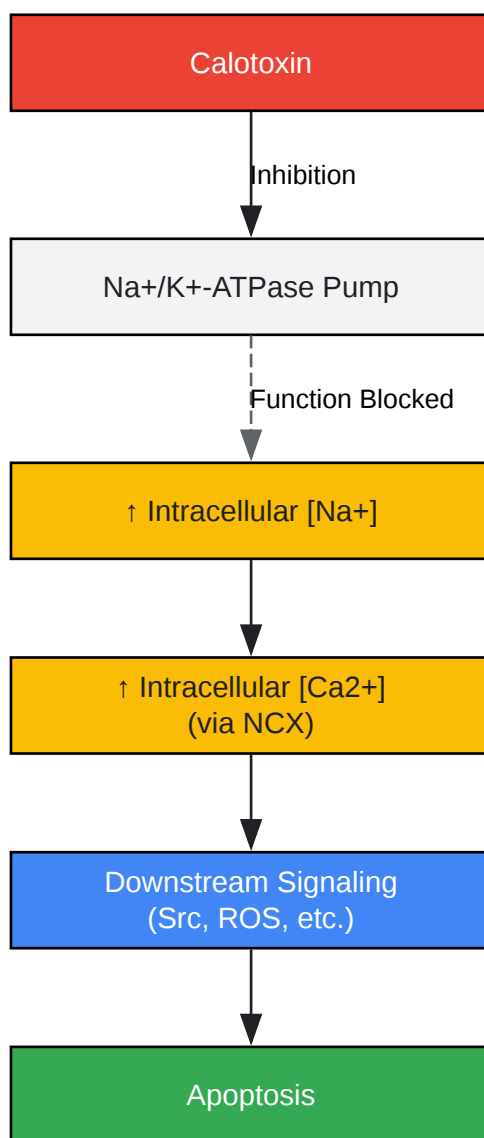 Calotoxin
Inhibition
Na+/K+-ATPase Pump
Function Blocked
↑ Intracellular [Na+]
↑ Intracellular [Ca2+]
(via NCX)
Downstream Signaling
(Src, ROS, etc.)
Apoptosis